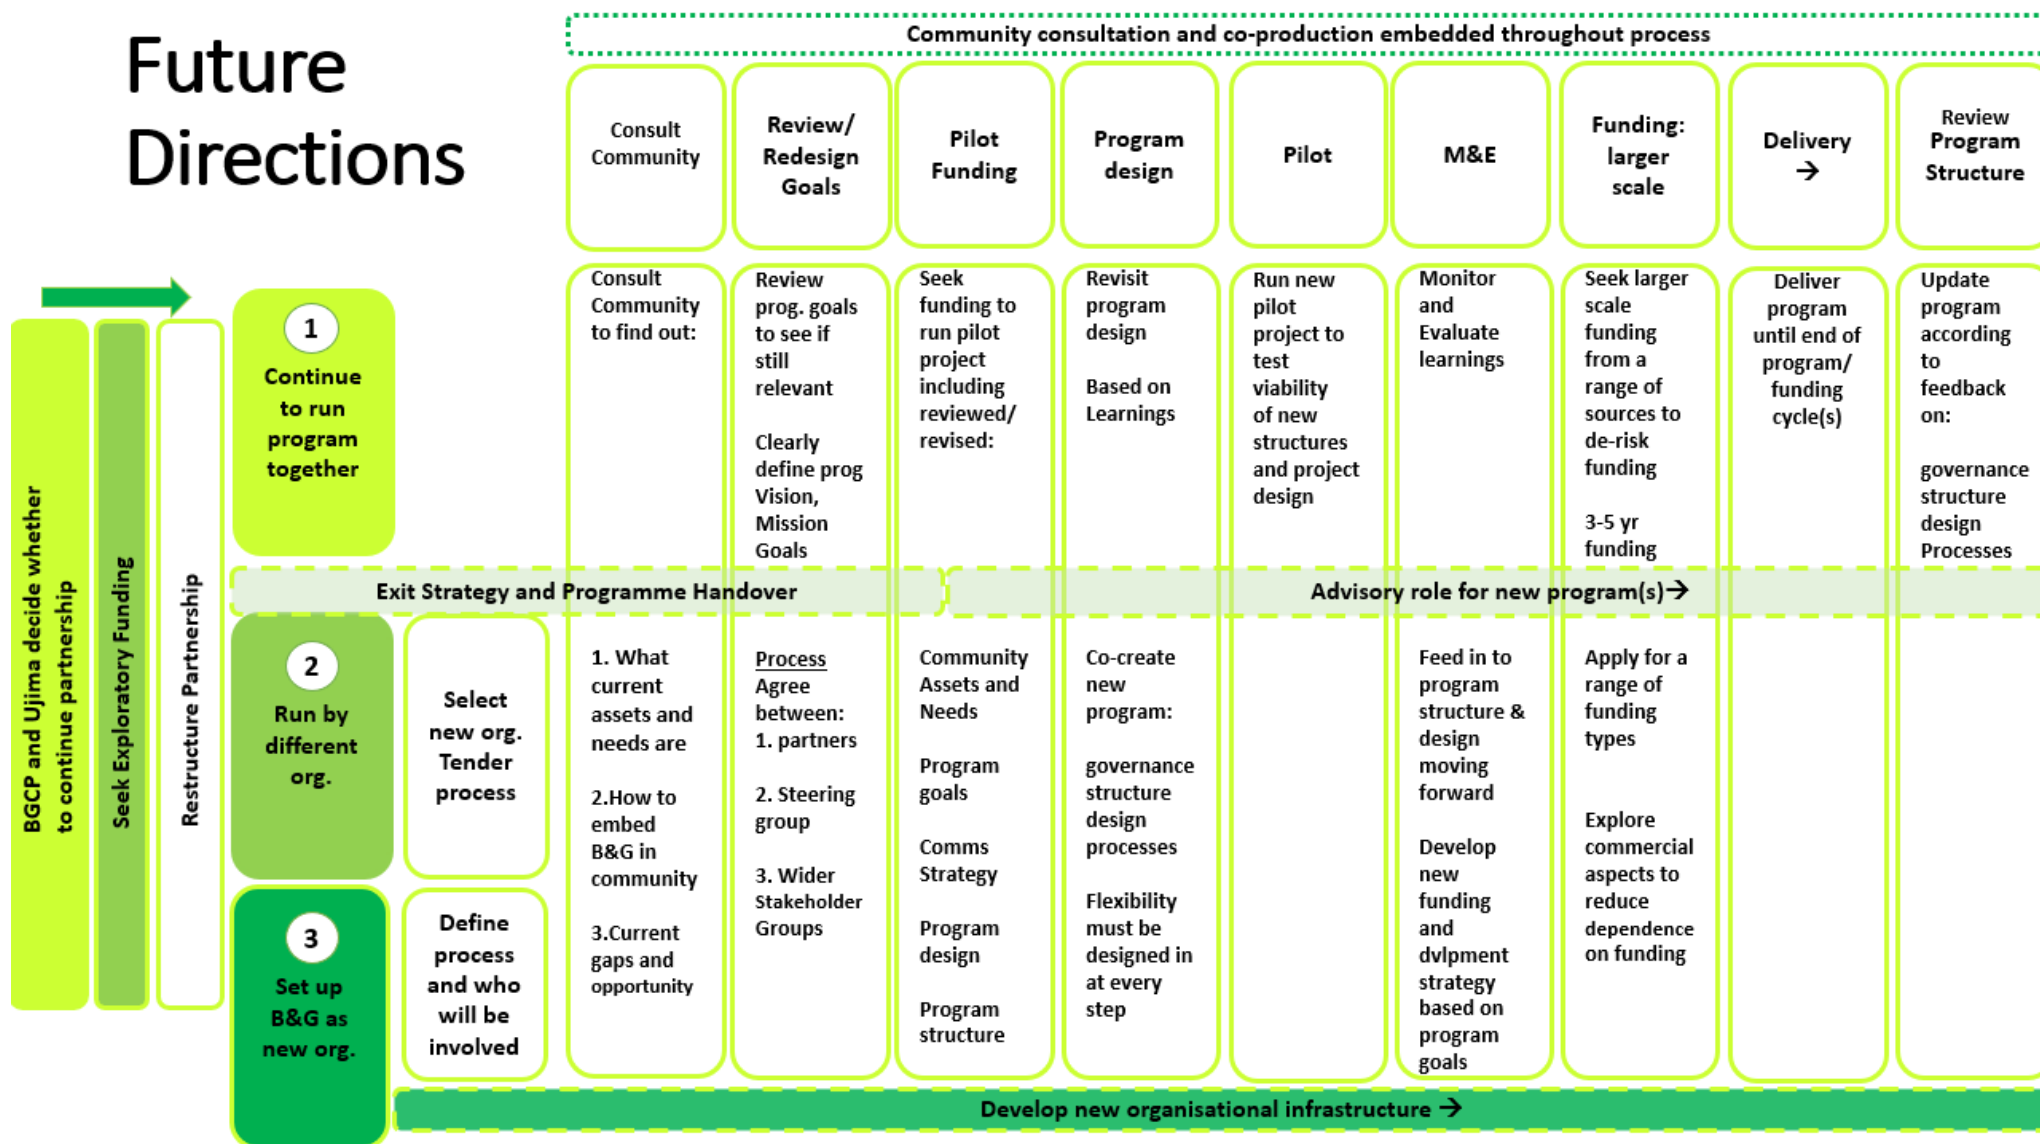 Future
Directions
Community consultation and co-production embedded throughout process
Consult
Community
Review/
Redesign
Goals
Pilot
Funding
Program
design
Pilot
M&E
Funding:
larger
scale
Delivery
→
Review
Program
Structure
BGCP and Ujima decide whether
to continue partnership
Seek Exploratory Funding
Restructure Partnership
1
Continue
to run
program
together
Consult
Community
to find out:
Review
prog. goals
to see if
still
relevant
Clearly
define prog
Vision,
Mission
Goals
Seek
funding to
run pilot
project
including
reviewed/
revised:
Revisit
program
design
Based on
Learnings
Run new
pilot
project to
test
viability
of new
structures
and project
design
Monitor
and
Evaluate
learnings
Seek larger
scale
funding
from a
range of
sources to
de-risk
funding
3-5 yr
funding
Deliver
program
until end of
program/
funding
cycle(s)
Update
program
according
to
feedback
on:
governance
structure
design
Processes
Exit Strategy and Programme Handover
Advisory role for new program(s)→
2
Run by
different
org.
Select
new org.
Tender
process
1. What
current
assets and
needs are
2.How to
embed
B&G in
community
3.Current
gaps and
opportunity
Process
Agree
between:
1. partners
2. Steering
group
3. Wider
Stakeholder
Groups
Community
Assets and
Needs
Program
goals
Comms
Strategy
Program
design
Program
structure
Co-create
new
program:
governance
structure
design
processes
Flexibility
must be
designed in
at every
step
Feed in to
program
structure &
design
moving
forward
Develop
new
funding
and
dvlpment
strategy
based on
program
goals
Apply for a
range of
funding
types
Explore
commercial
aspects to
reduce
dependence
on funding
3
Set up
B&G as
new org.
Define
process
and who
will be
involved
Develop new organisational infrastructure →